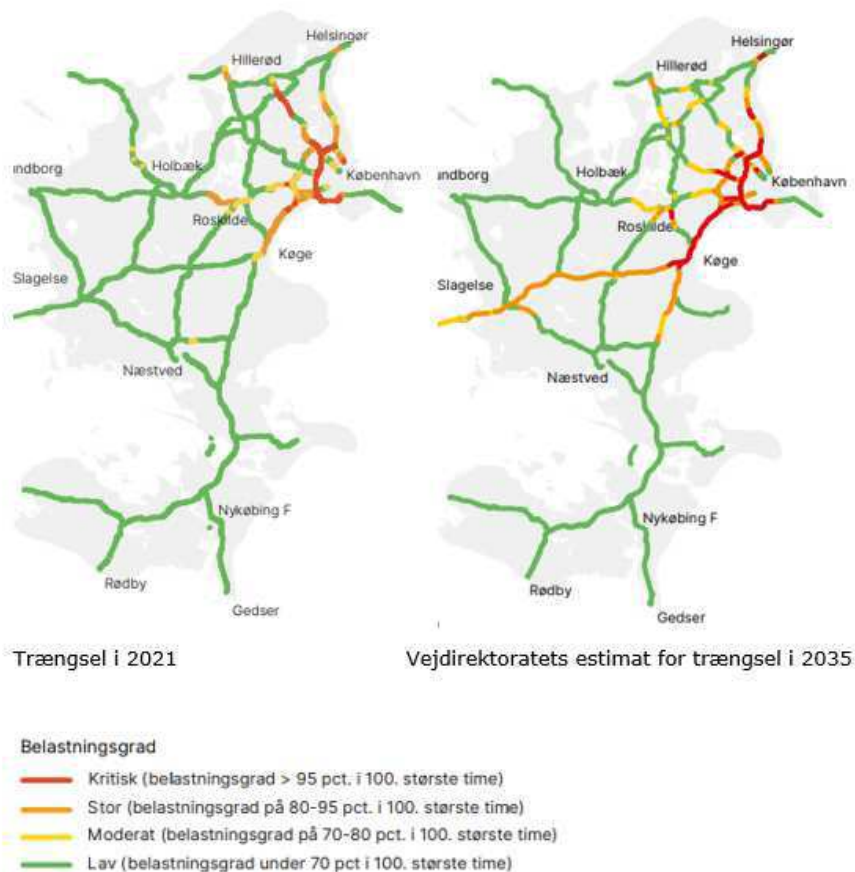 Helsingør
Hillerød
Holbæk
København
ndborg
Roskilde
Køge
Slagelse
Næstved
Nykøbing F
Rødby
Gedser
Helsingør
Hillerød
Holbæk
København
ndborg
Roskilde
Køge
Slagelse
Næstved
Nykøbing F
Rødby
Gedser
Trængsel i 2021
Vejdirektoratets estimat for trængsel i 2035
Belastningsgrad
Kritisk (belastningsgrad > 95 pct. i 100. største time)
Stor (belastningsgrad på 80-95 pct. i 100. største time)
Moderat (belastningsgrad på 70-80 pct. i 100. største time)
Lav (belastningsgrad under 70 pct i 100. største time)